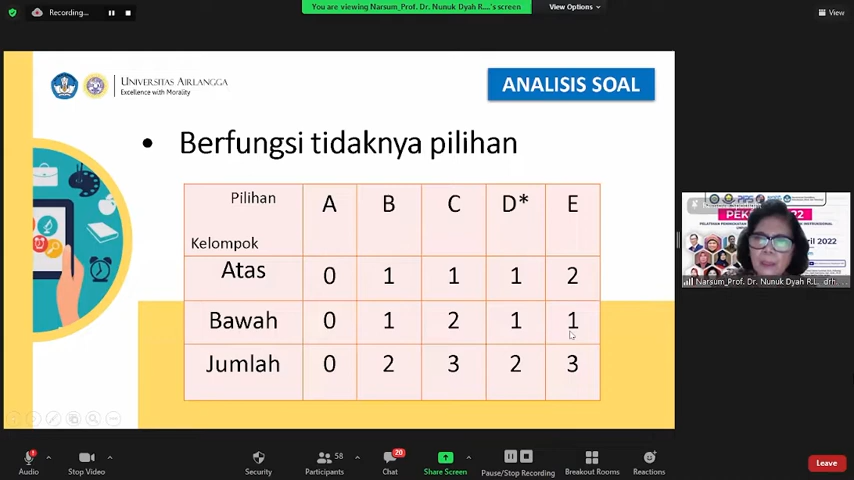 Recording...
You are viewing Narsum_Prof. Dr. Nunuk Dyah R....'s screen
View Options
View
UNIVERSITAS AIRLANGGA
Excellence with Morality
ANALISIS SOAL
• Berfungsi tidaknya pilihan
Pilihan
Kelompok
A B C D* E
Atas 0 1 1 1 2
Bawah 0 1 2 1 1
Jumlah 0 2 3 2 3
2022
April 2022
Narsum_Prof. Dr. Nunuk Dyah R.L., drh...
Audio
Stop Video
Security
58
Participants
20
Chat
Share Screen
Pause/Stop Recording
Breakout Rooms
Reactions
Leave